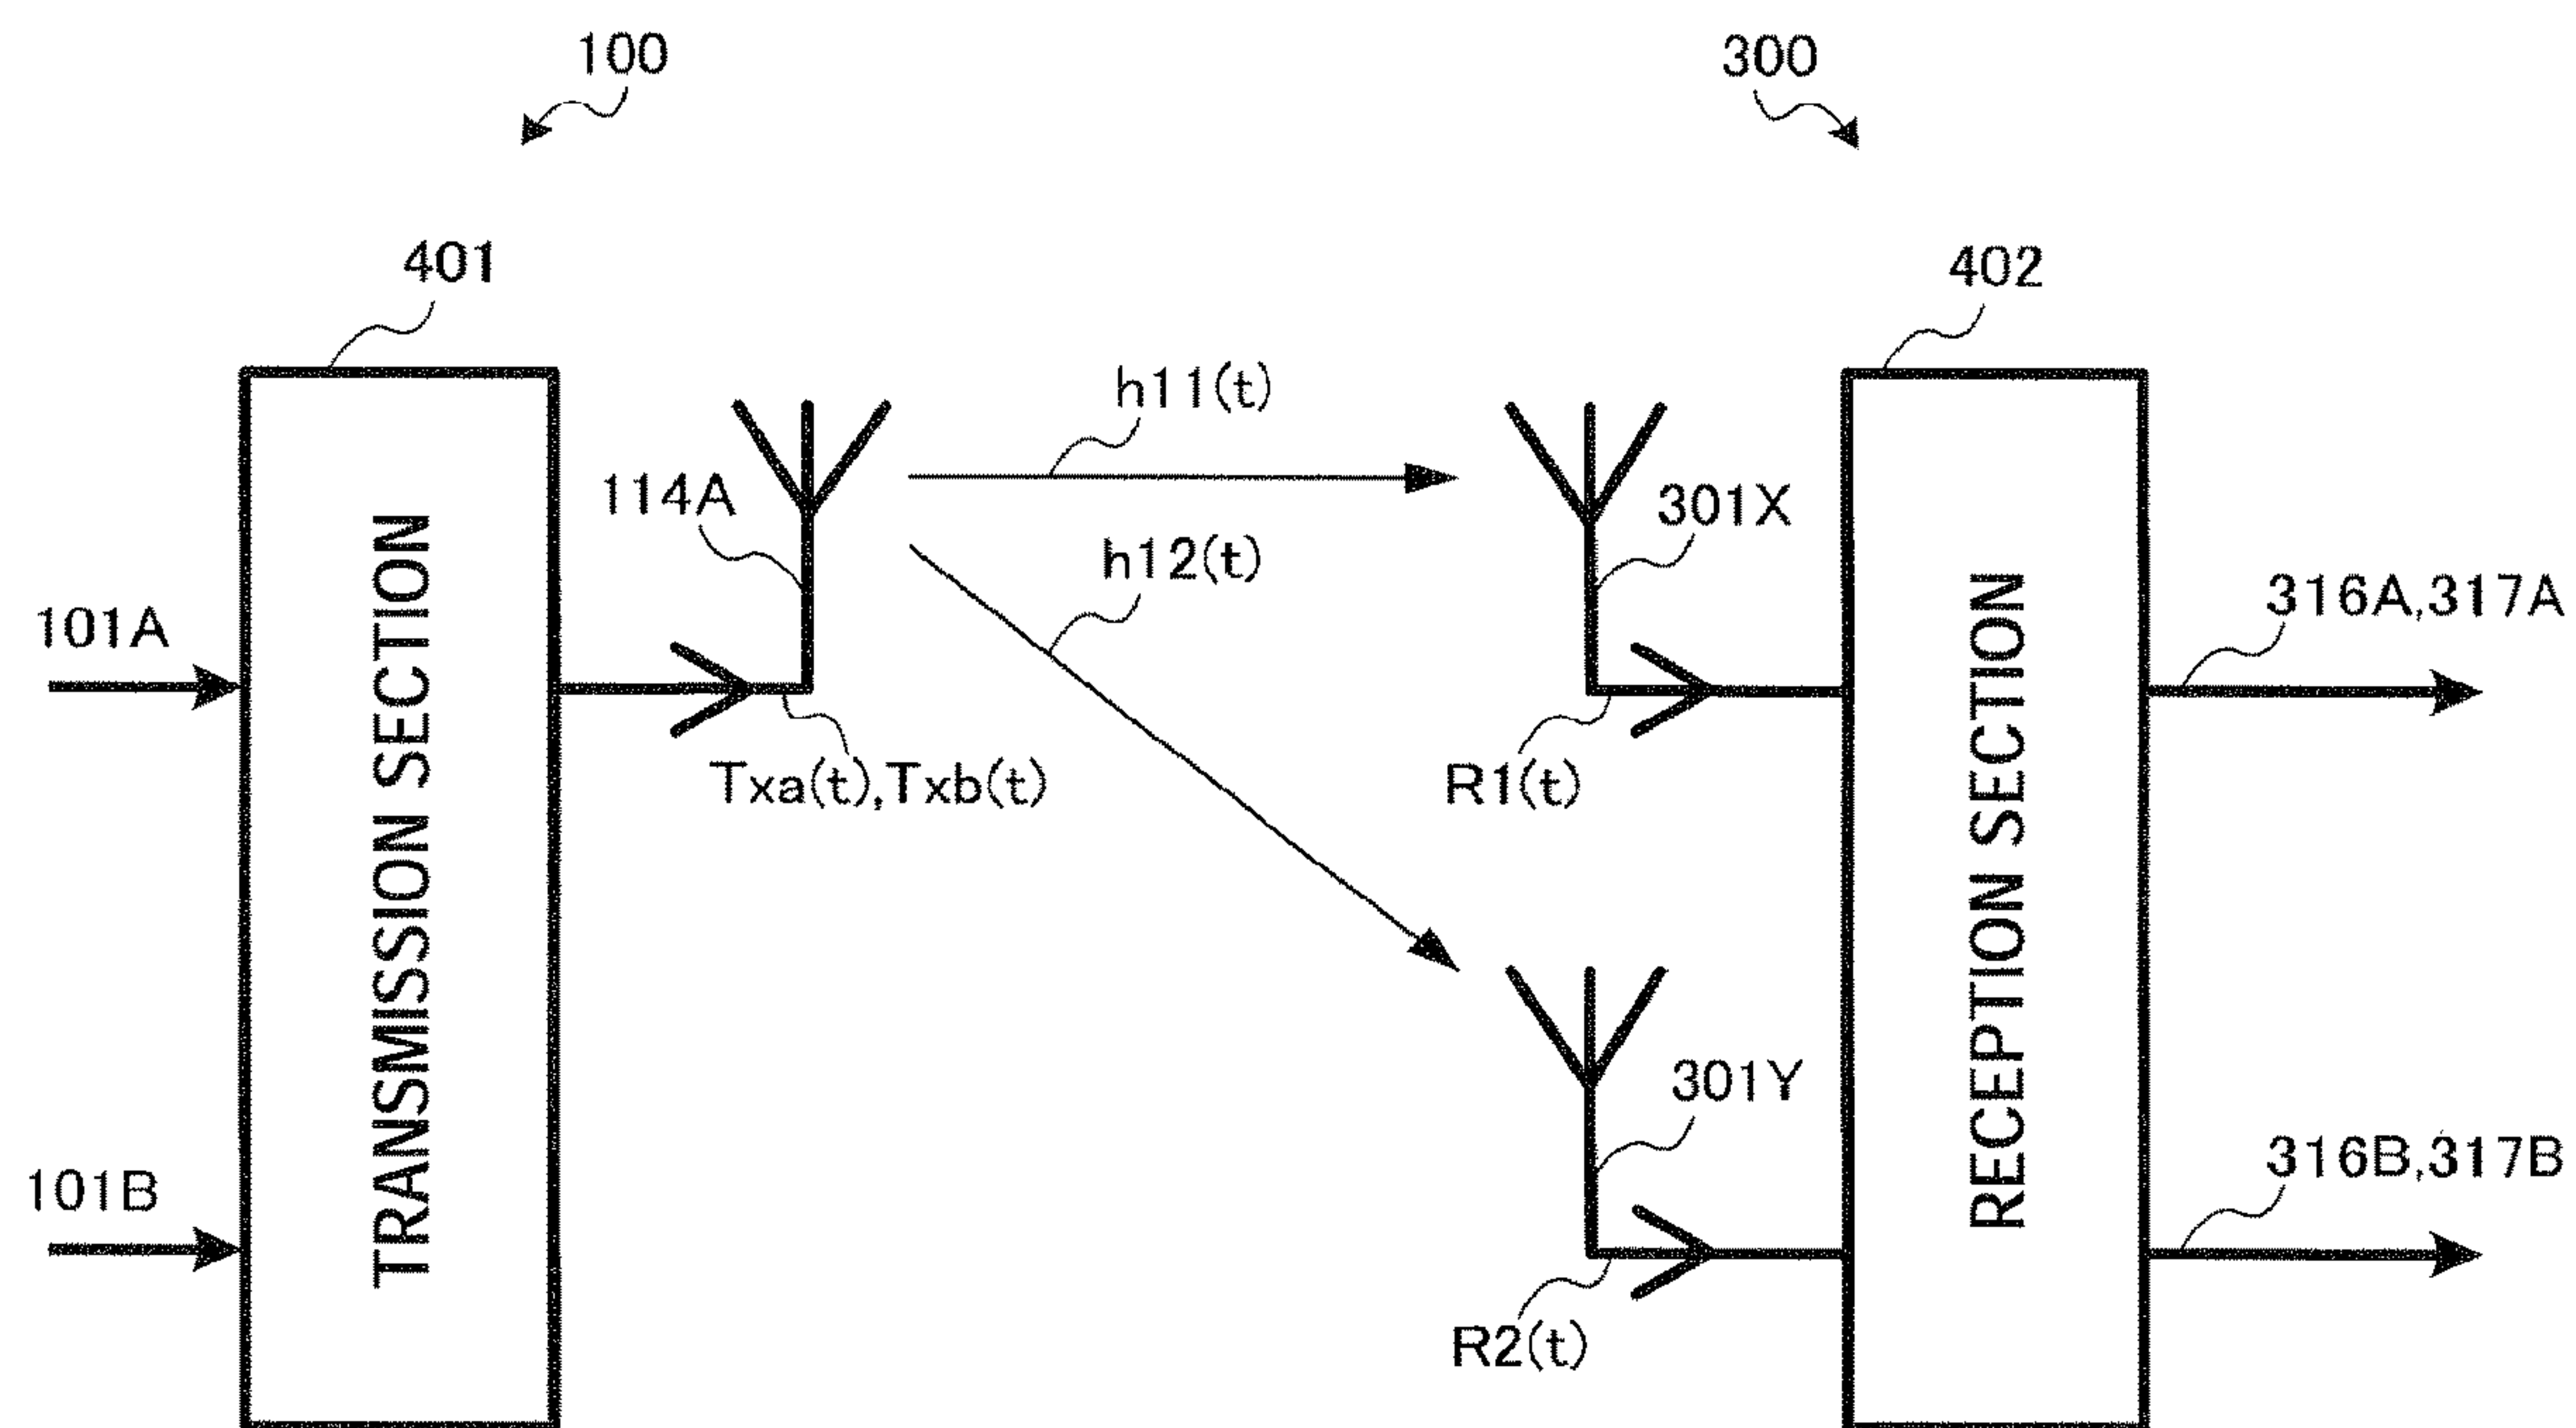 100
300
401
402
h11(t)
114A
301X
h12(t)
101A
316A,317A
TRANSMISSION SECTION
RECEPTION SECTION
Txa(t),Txb(t)
R1(t)
301Y
101B
316B,317B
R2(t)